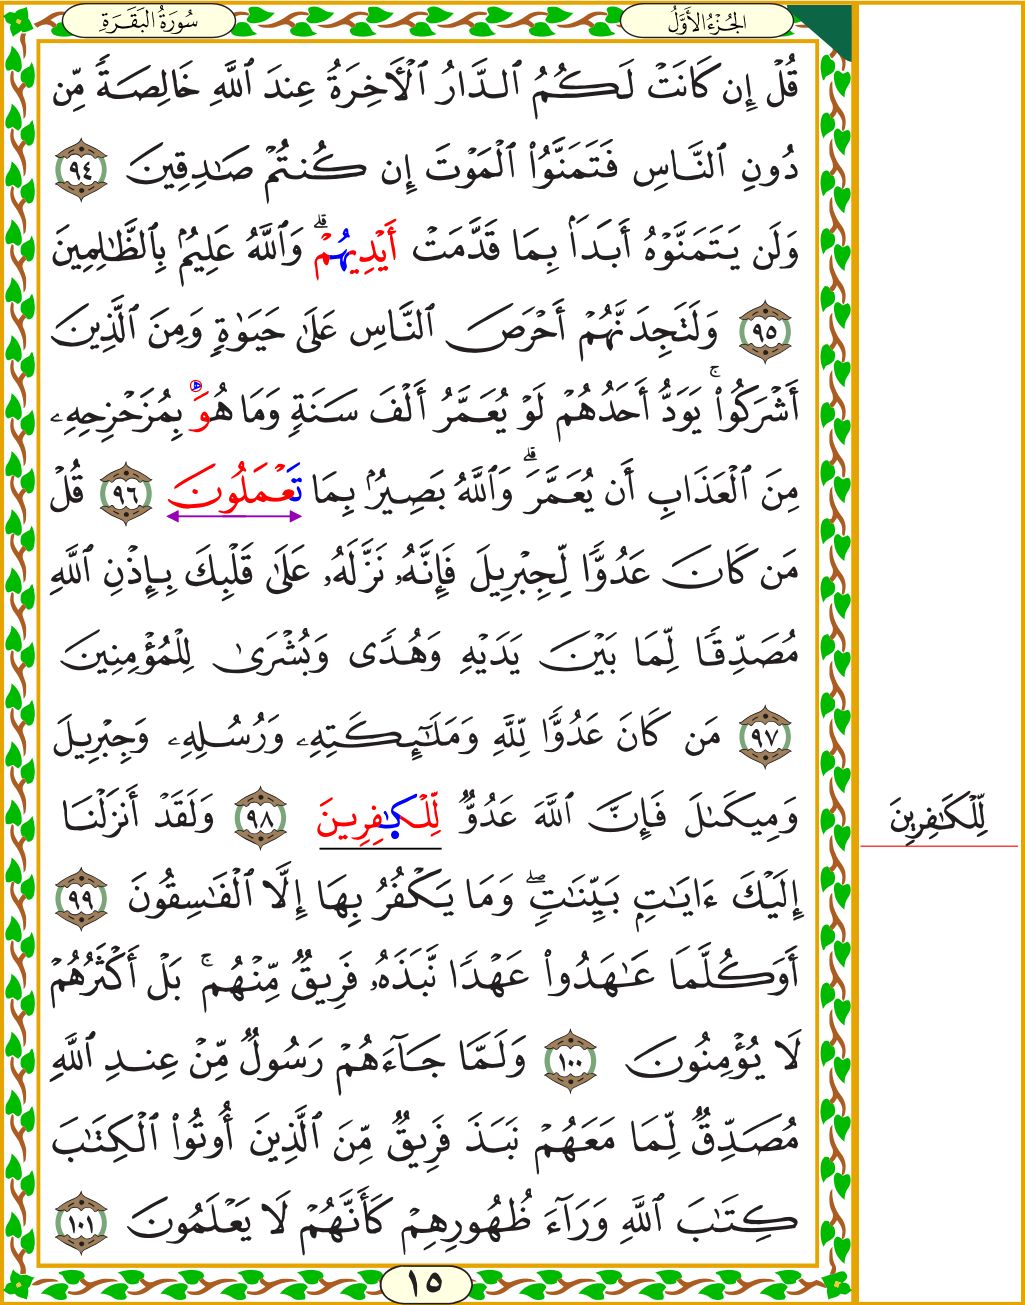 سُورَةُ البَقَرَةِ
الجُزْءُ الأَوَّلُ
قُلْ إِن كَانَتْ لَكُمُ ٱلدَّارُ ٱلْأَخِرَةُ عِندَ ٱللَّهِ خَالِصَةً مِّن
دُونِ ٱلنَّاسِ فَتَمَنَّوُا۟ ٱلْمَوْتَ إِن كُنتُمْ صَـٰدِقِينَ ٩٤
وَلَن يَتَمَنَّوْهُ أَبَدًۢا بِمَا قَدَّمَتْ أَيْدِيهُمْ ۗ وَٱللَّهُ عَلِيمُۢ بِٱلظَّـٰلِمِينَ
٩٥ وَلَتَجِدَنَّهُمْ أَحْرَصَ ٱلنَّاسِ عَلَىٰ حَيَوٰةٍ وَمِنَ ٱلَّذِينَ
أَشْرَكُوا۟ ۚ يَوَدُّ أَحَدُهُمْ لَوْ يُعَمَّرُ أَلْفَ سَنَةٍ وَمَا هُوَ بِمُزَحْزِحِهِۦ
مِنَ ٱلْعَذَابِ أَن يُعَمَّرَ ۗ وَٱللَّهُ بَصِيرُۢ بِمَا تَعْمَلُونَ ٩٦ قُلْ
مَن كَانَ عَدُوًّا لِّجِبْرِيلَ فَإِنَّهُۥ نَزَّلَهُۥ عَلَىٰ قَلْبِكَ بِإِذْنِ ٱللَّهِ
مُصَدِّقًا لِّمَا بَيْنَ يَدَيْهِ وَهُدًى وَبُشْرَىٰ لِلْمُؤْمِنِينَ
٩٧ مَن كَانَ عَدُوًّا لِّلَّهِ وَمَلَـٰٓئِكَتِهِۦ وَرُسُلِهِۦ وَجِبْرِيلَ
وَمِيكَىٰلَ فَإِنَّ ٱللَّهَ عَدُوٌّ لِّلْكَـٰفِرِينَ ٩٨ وَلَقَدْ أَنزَلْنَا
لِّلْكَـٰفِرِينَ
إِلَيْكَ ءَايَـٰتٍۭ بَيِّنَـٰتٍ ۖ وَمَا يَكْفُرُ بِهَا إِلَّا ٱلْفَـٰسِقُونَ ٩٩
أَوَكُلَّمَا عَـٰهَدُوا۟ عَهْدًا نَّبَذَهُۥ فَرِيقٌ مِّنْهُم ۚ بَلْ أَكْثَرُهُمْ
لَا يُؤْمِنُونَ ١٠٠ وَلَمَّا جَآءَهُمْ رَسُولٌ مِّنْ عِندِ ٱللَّهِ
مُصَدِّقٌ لِّمَا مَعَهُمْ نَبَذَ فَرِيقٌ مِّنَ ٱلَّذِينَ أُوتُوا۟ ٱلْكِتَـٰبَ
كِتَـٰبَ ٱللَّهِ وَرَآءَ ظُهُورِهِمْ كَأَنَّهُمْ لَا يَعْلَمُونَ ١٠١
١٥